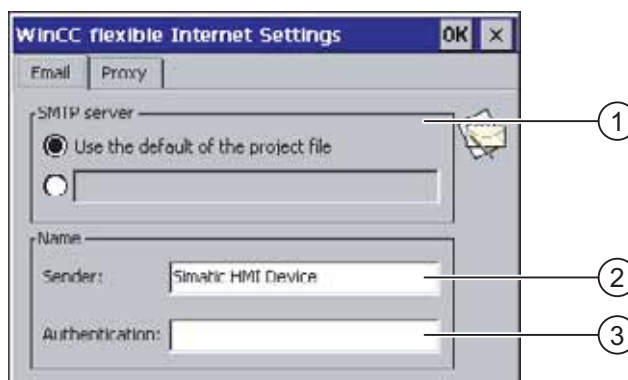 WinCC flexible Internet Settings OK ×
Email Proxy
SMTP server
1
Use the default of the project file
Name
Sender: Simatic HMI Device
2
Authentication:
3